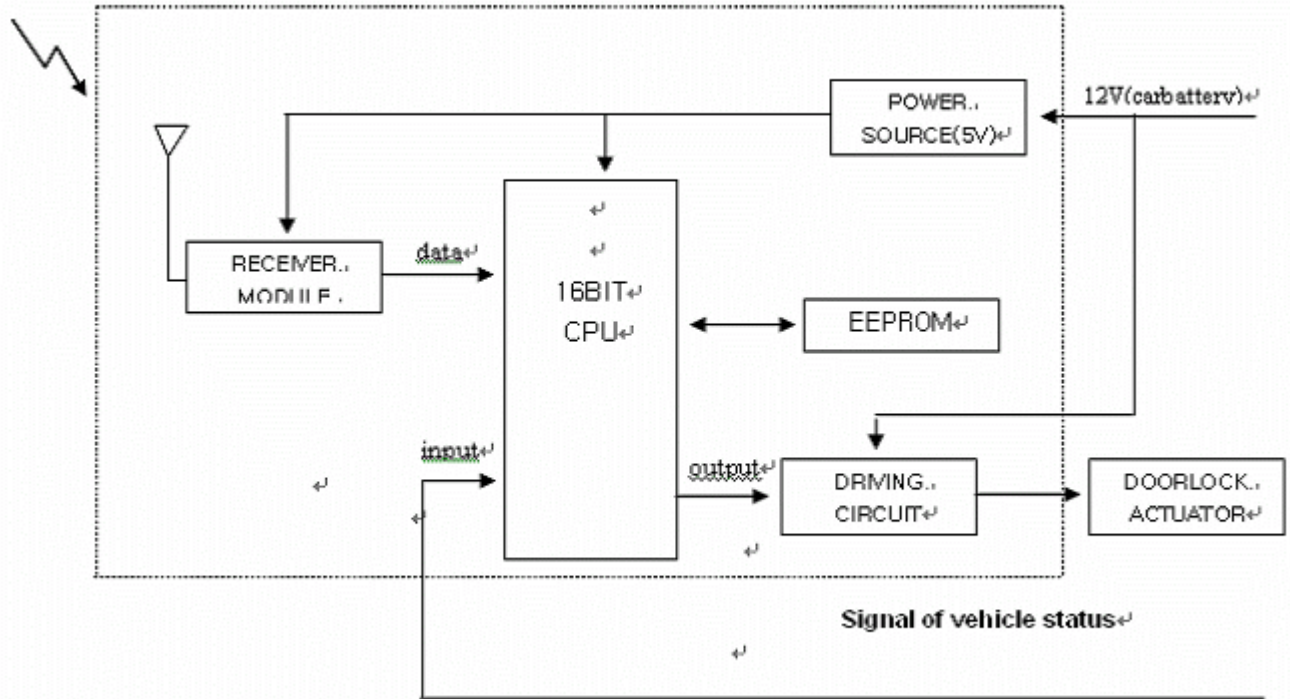 POWER.
SOURCE(5V)
12V(carbattery)
RECEIVER.
MODULE.
data
16BIT
CPU
EEPROM
input
output
DRIVING.
CIRCUIT
DOORLOCK.
ACTUATOR
Signal of vehicle status